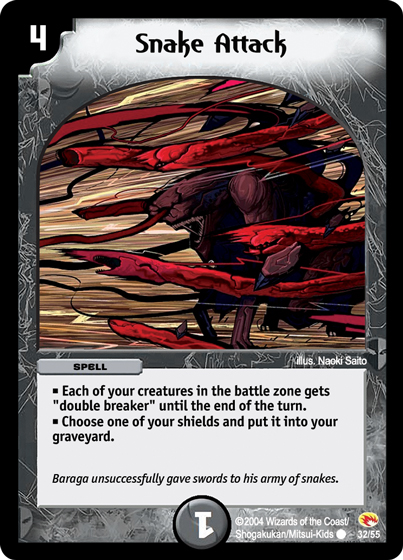 4
Snake Attack
illus. Naoki Saito
SPELL
▪ Each of your creatures in the battle zone gets
"double breaker" until the end of the turn.
▪ Choose one of your shields and put it into your
graveyard.
Baraga unsuccessfully gave swords to his army of snakes.
1
©2004 Wizards of the Coast/
Shogakukan/Mitsui-Kids ● 32/55